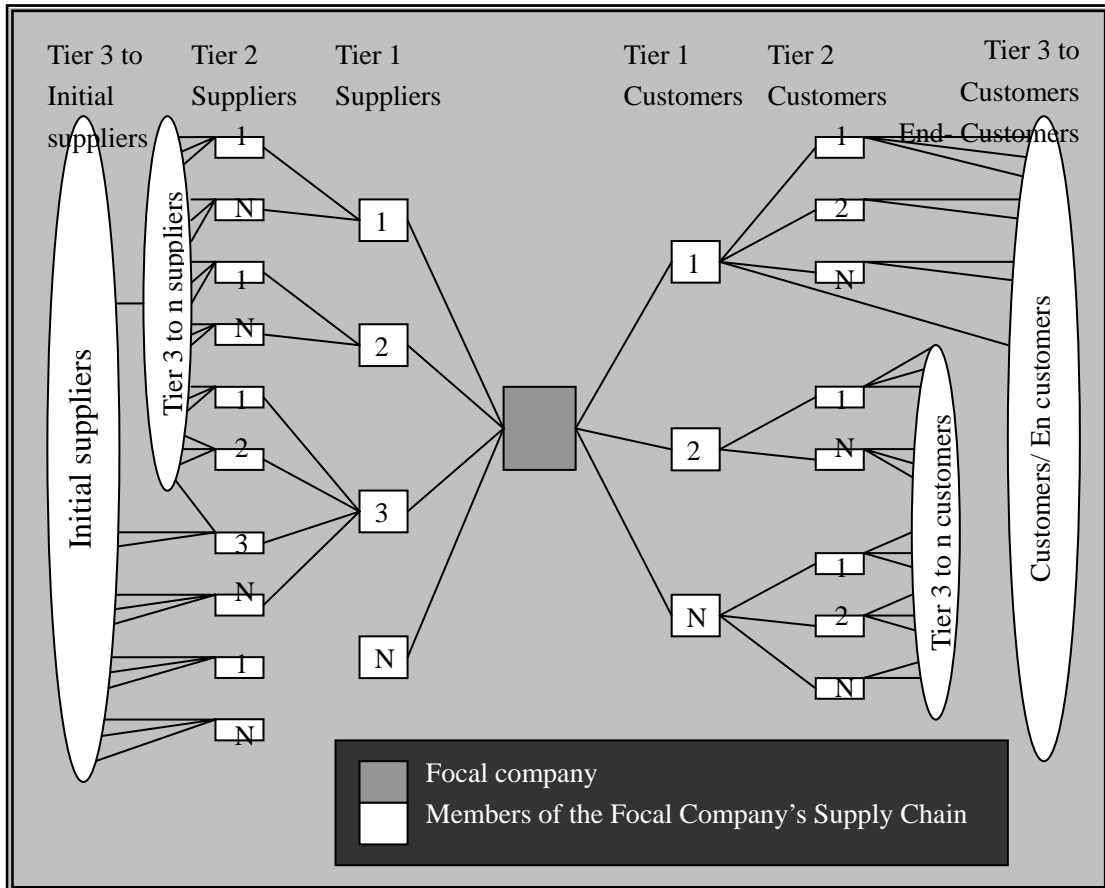 Tier 3 to
Initial
suppliers
Tier 2
Suppliers
Tier 1
Suppliers
Tier 1
Customers
Tier 2
Customers
Tier 3 to
Customers
End- Customers
Initial suppliers
Tier 3 to n suppliers
1
N
1
N
1
2
3
N
1
N
1
2
3
N
1
2
N
1
2
N
1
N
1
2
N
Tier 3 to n customers
Customers/ En customers
Focal company
Members of the Focal Company’s Supply Chain